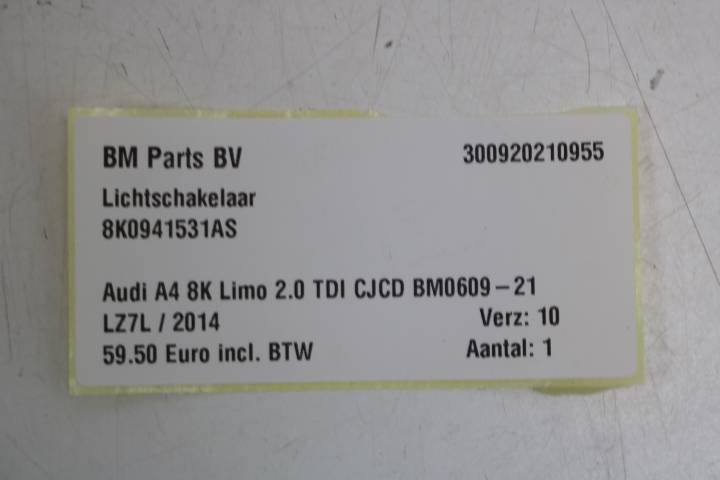 BM Parts BV 300920210955
Lichtschakelaar
8K0941531AS
Audi A4 8K Limo 2.0 TDI CJCD BM0609-21
LZ7L / 2014 Verz: 10
59.50 Euro incl. BTW Aantal: 1